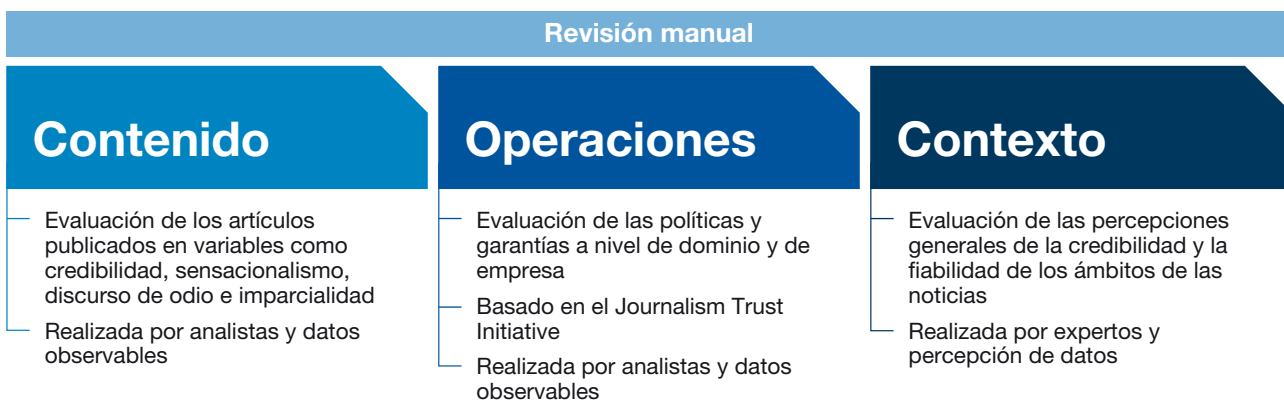 Revisión manual
Contenido
Evaluación de los artículos
publicados en variables como
credibilidad, sensacionalismo,
discurso de odio e imparcialidad
Realizada por analistas y datos
observables
Operaciones
Evaluación de las políticas y
garantías a nivel de dominio y de
empresa
Basado en el Journalism Trust
Initiative
Realizada por analistas y datos
observables
Contexto
Evaluación de las percepciones
generales de la credibilidad y la
fiabilidad de los ámbitos de las
noticias
Realizada por expertos y
percepción de datos